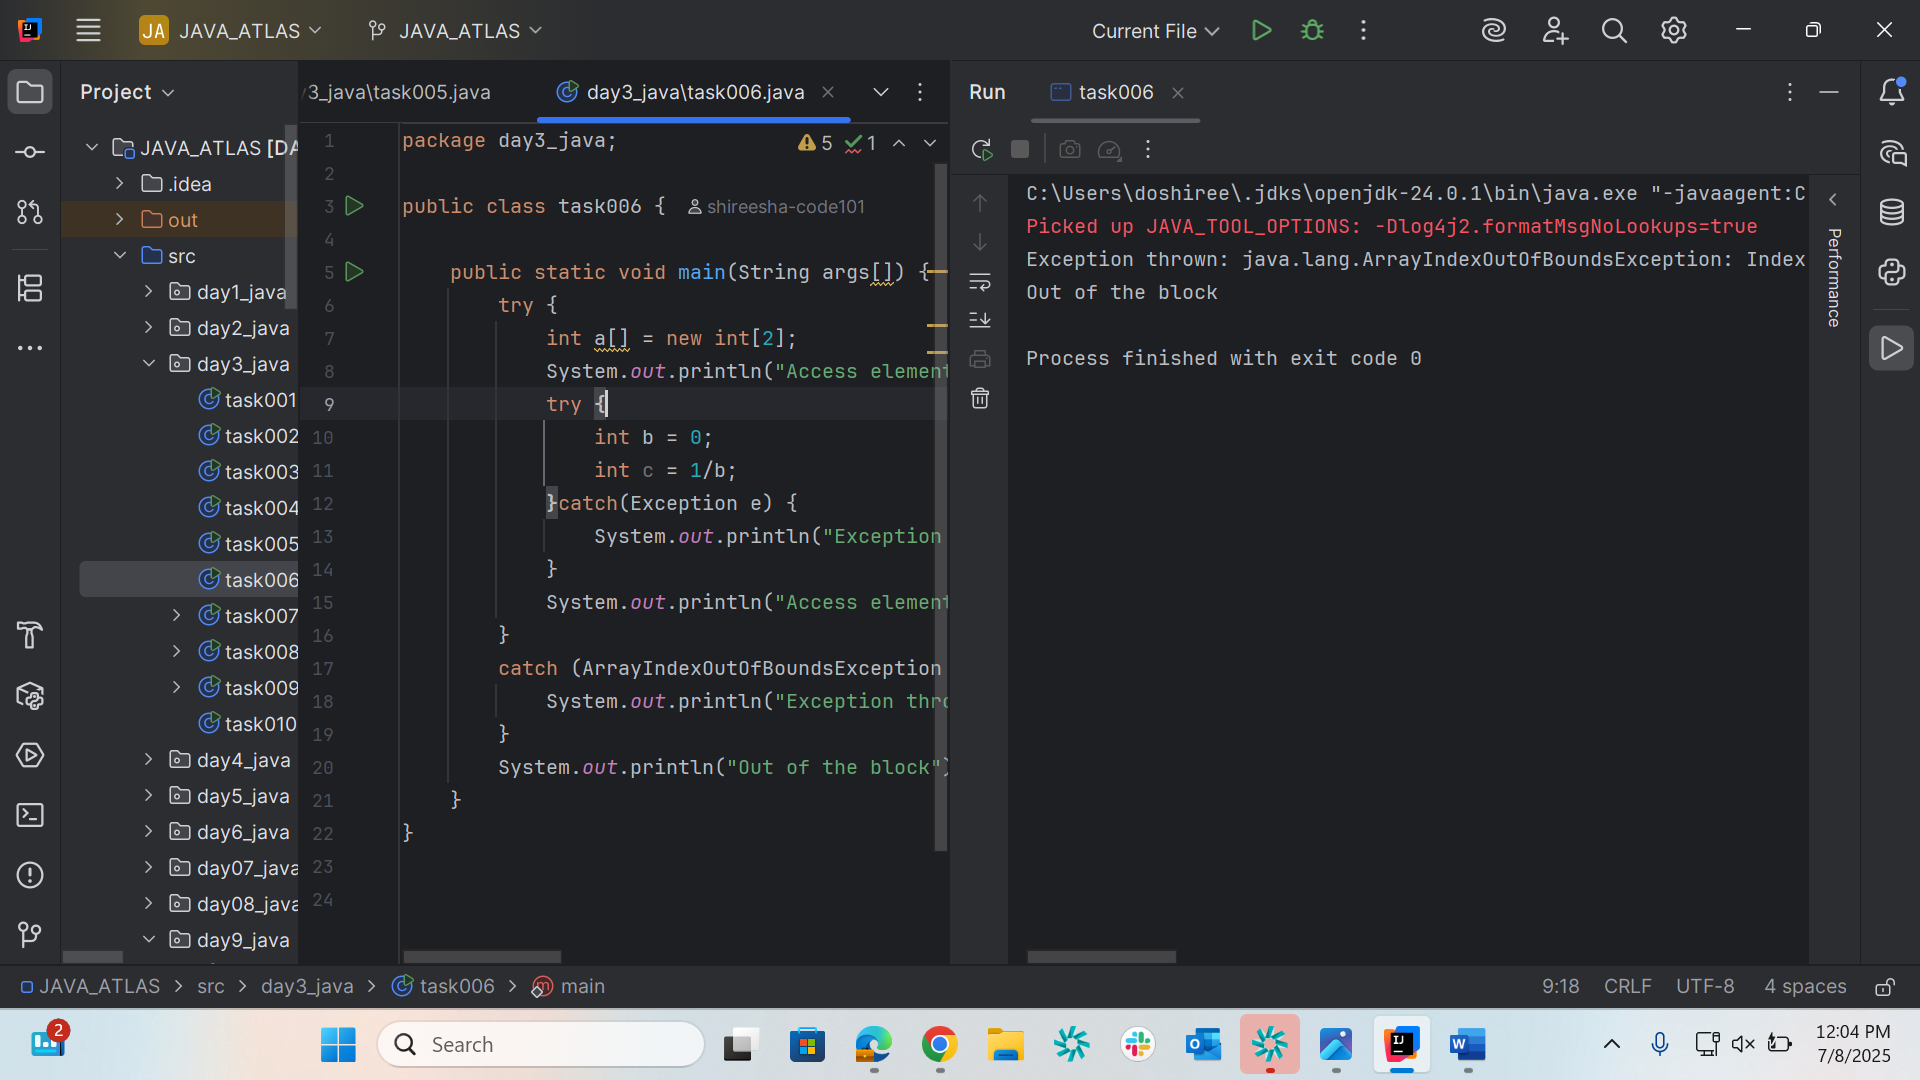 JA JAVA_ATLAS JAVA_ATLAS Current File
Project
JAVA_ATLAS [DA
.idea
out
src
day1_java
day2_java
day3_java
task001
task002
task003
task004
task005
task006
task007
task008
task009
task010
day4_java
day5_java
day6_java
day07_java
day08_java
day9_java
3_java\task005.java day3_java\task006.java
5 1
1 package day3_java;
2
3 public class task006 { shireesha-code101
4
5 public static void main(String args[]) {
6 try {
7 int a[] = new int[2];
8 System.out.println("Access element
9 try {
10 int b = 0;
11 int c = 1/b;
12 }catch(Exception e) {
13 System.out.println("Exception
14 }
15 System.out.println("Access element
16 }
17 catch (ArrayIndexOutOfBoundsException
18 System.out.println("Exception thro
19 }
20 System.out.println("Out of the block")
21 }
22 }
23
24
Run task006
C:\Users\doshiree\.jdks\openjdk-24.0.1\bin\java.exe "-javaagent:C
Picked up JAVA_TOOL_OPTIONS: -Dlog4j2.formatMsgNoLookups=true
Exception thrown: java.lang.ArrayIndexOutOfBoundsException: Index
Out of the block
Process finished with exit code 0
Performance
JAVA_ATLAS > src > day3_java > task006 > main
9:18 CRLF UTF-8 4 spaces
2
Search
12:04 PM
7/8/2025